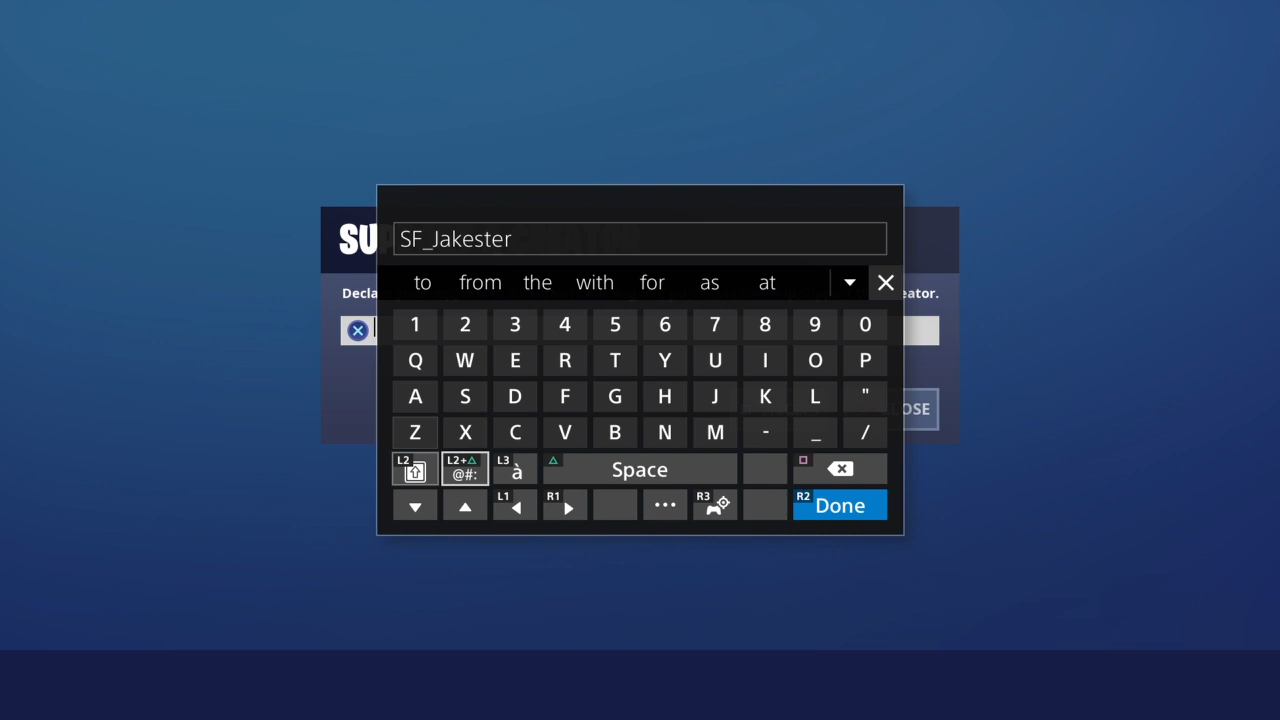 SF_Jakester
SU
to from the with for as at
Decla
eator.
1 2 3 4 5 6 7 8 9 0
Q W E R T Y U I O P
A S D F G H J K L "
OSE
Z X C V B N M - _ /
L2 L2+△ @#: L3 à △ Space
L1 R1 ... R3 R2 Done